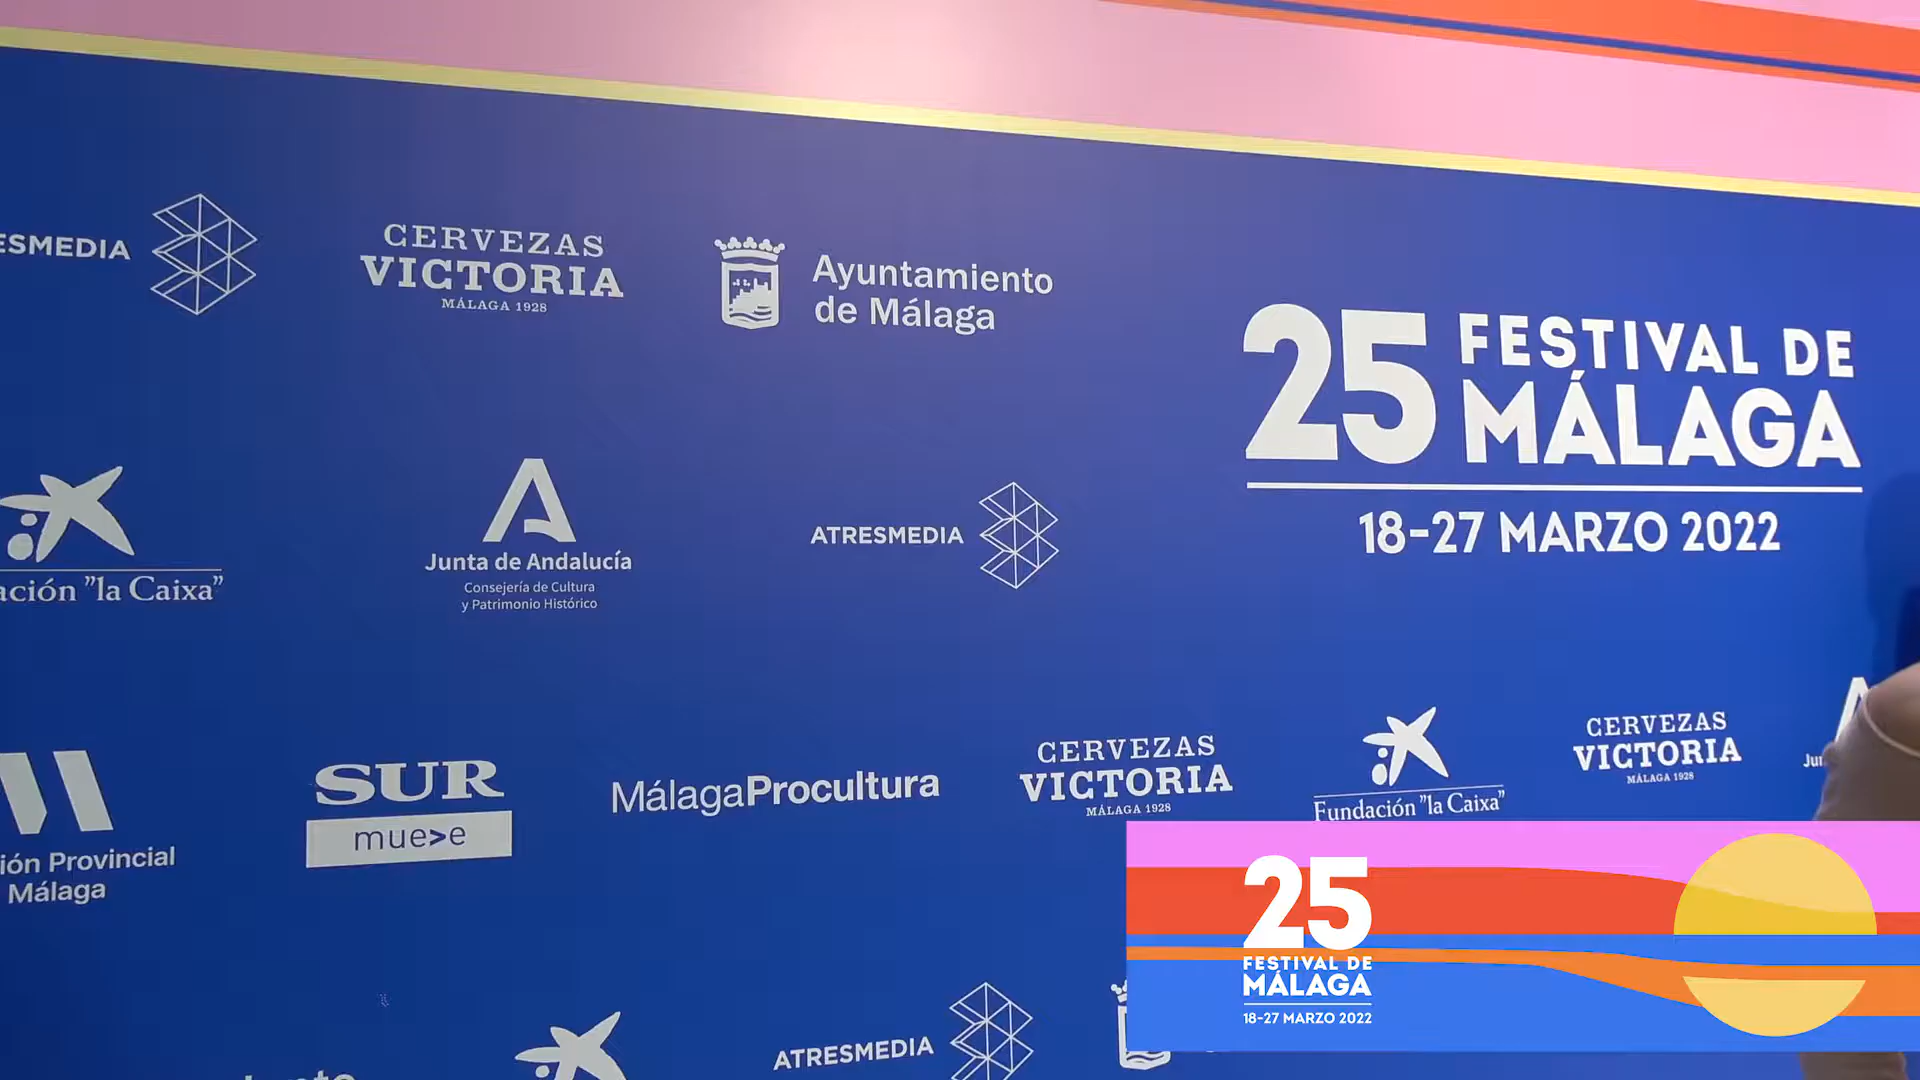 ESMEDIA
CERVEZAS
VICTORIA
MÁLAGA 1928
Ayuntamiento
de Málaga
25 FESTIVAL DE
MÁLAGA
18-27 MARZO 2022
ación "la Caixa"
Junta de Andalucía
Consejería de Cultura
y Patrimonio Histórico
ATRESMEDIA
ión Provincial
Málaga
SUR
mue>e
MálagaProcultura
CERVEZAS
VICTORIA
MÁLAGA 1928
Fundación "la Caixa"
CERVEZAS
VICTORIA
MÁLAGA 1928
Jun
ATRESMEDIA
25
FESTIVAL DE
MÁLAGA
18-27 MARZO 2022